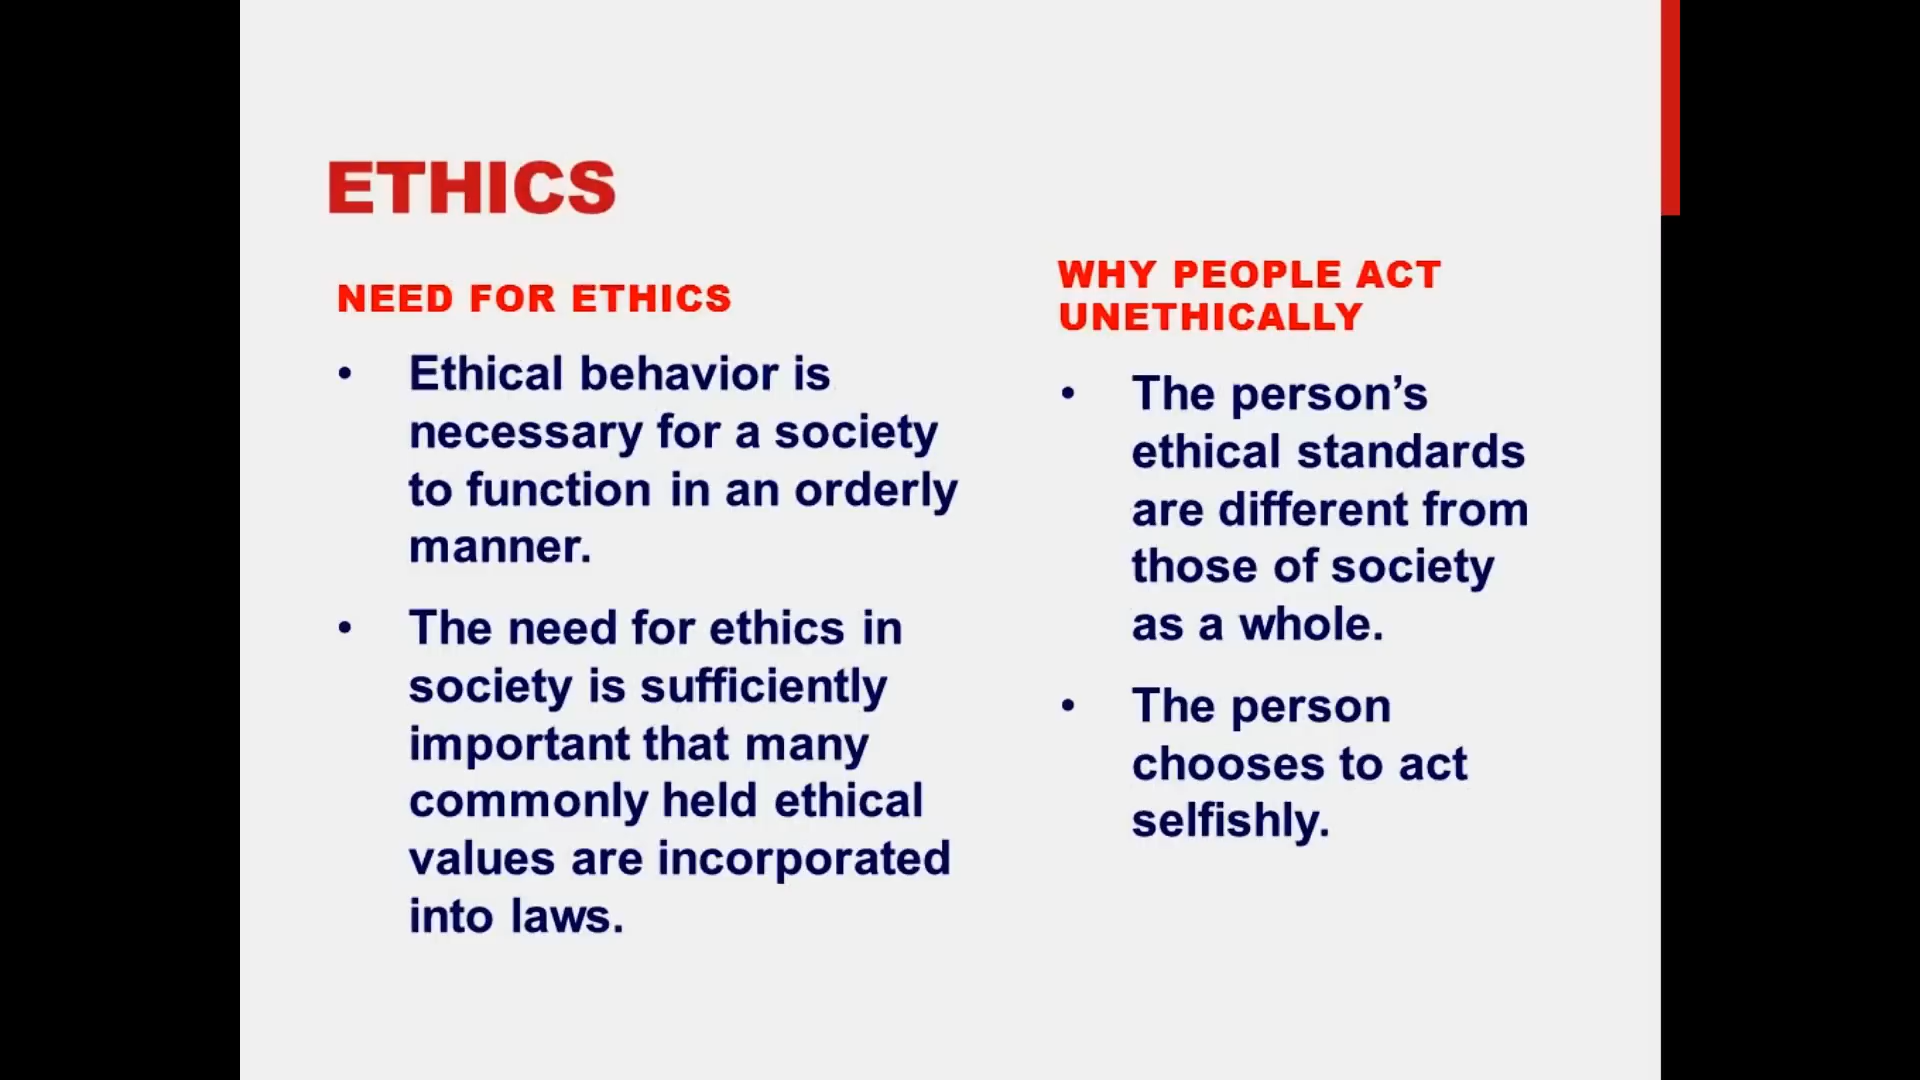 ETHICS
NEED FOR ETHICS
• Ethical behavior is
necessary for a society
to function in an orderly
manner.
• The need for ethics in
society is sufficiently
important that many
commonly held ethical
values are incorporated
into laws.
WHY PEOPLE ACT
UNETHICALLY
• The person’s
ethical standards
are different from
those of society
as a whole.
• The person
chooses to act
selfishly.